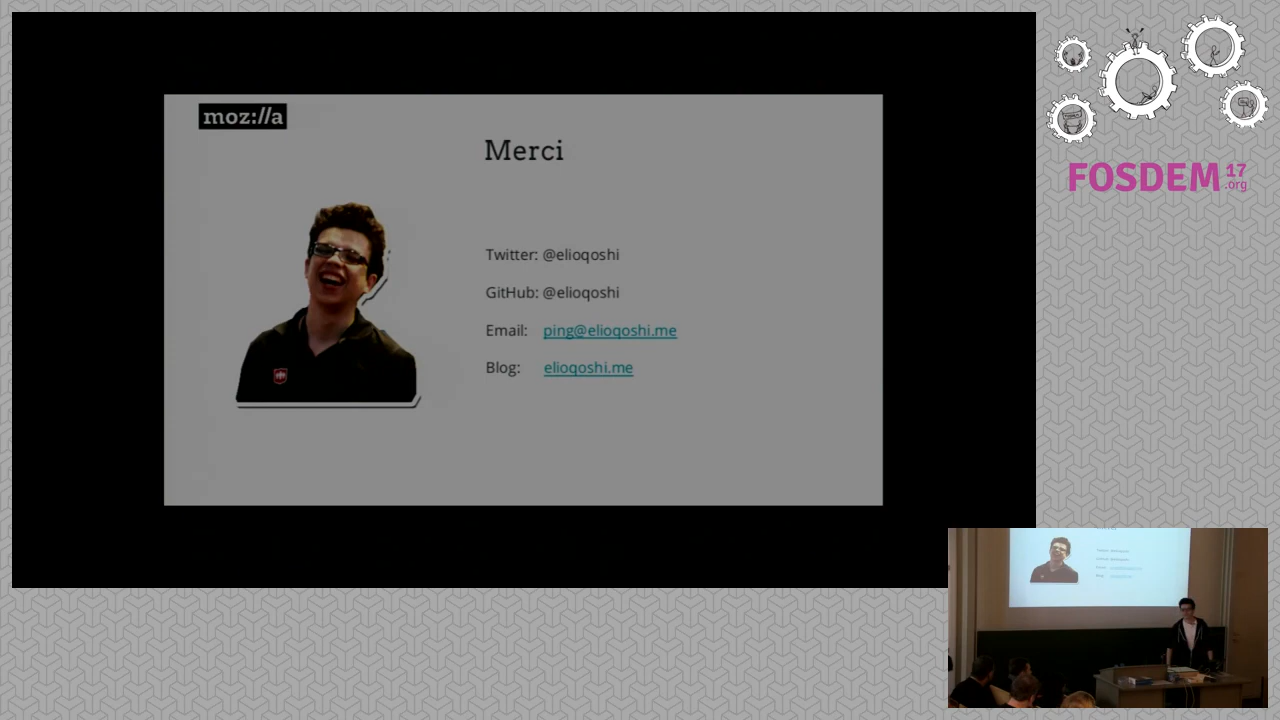 moz://a
Merci
Twitter: @elioqoshi
GitHub: @elioqoshi
Email: ping@elioqoshi.me
Blog: elioqoshi.me
FOSDEM 17
.org